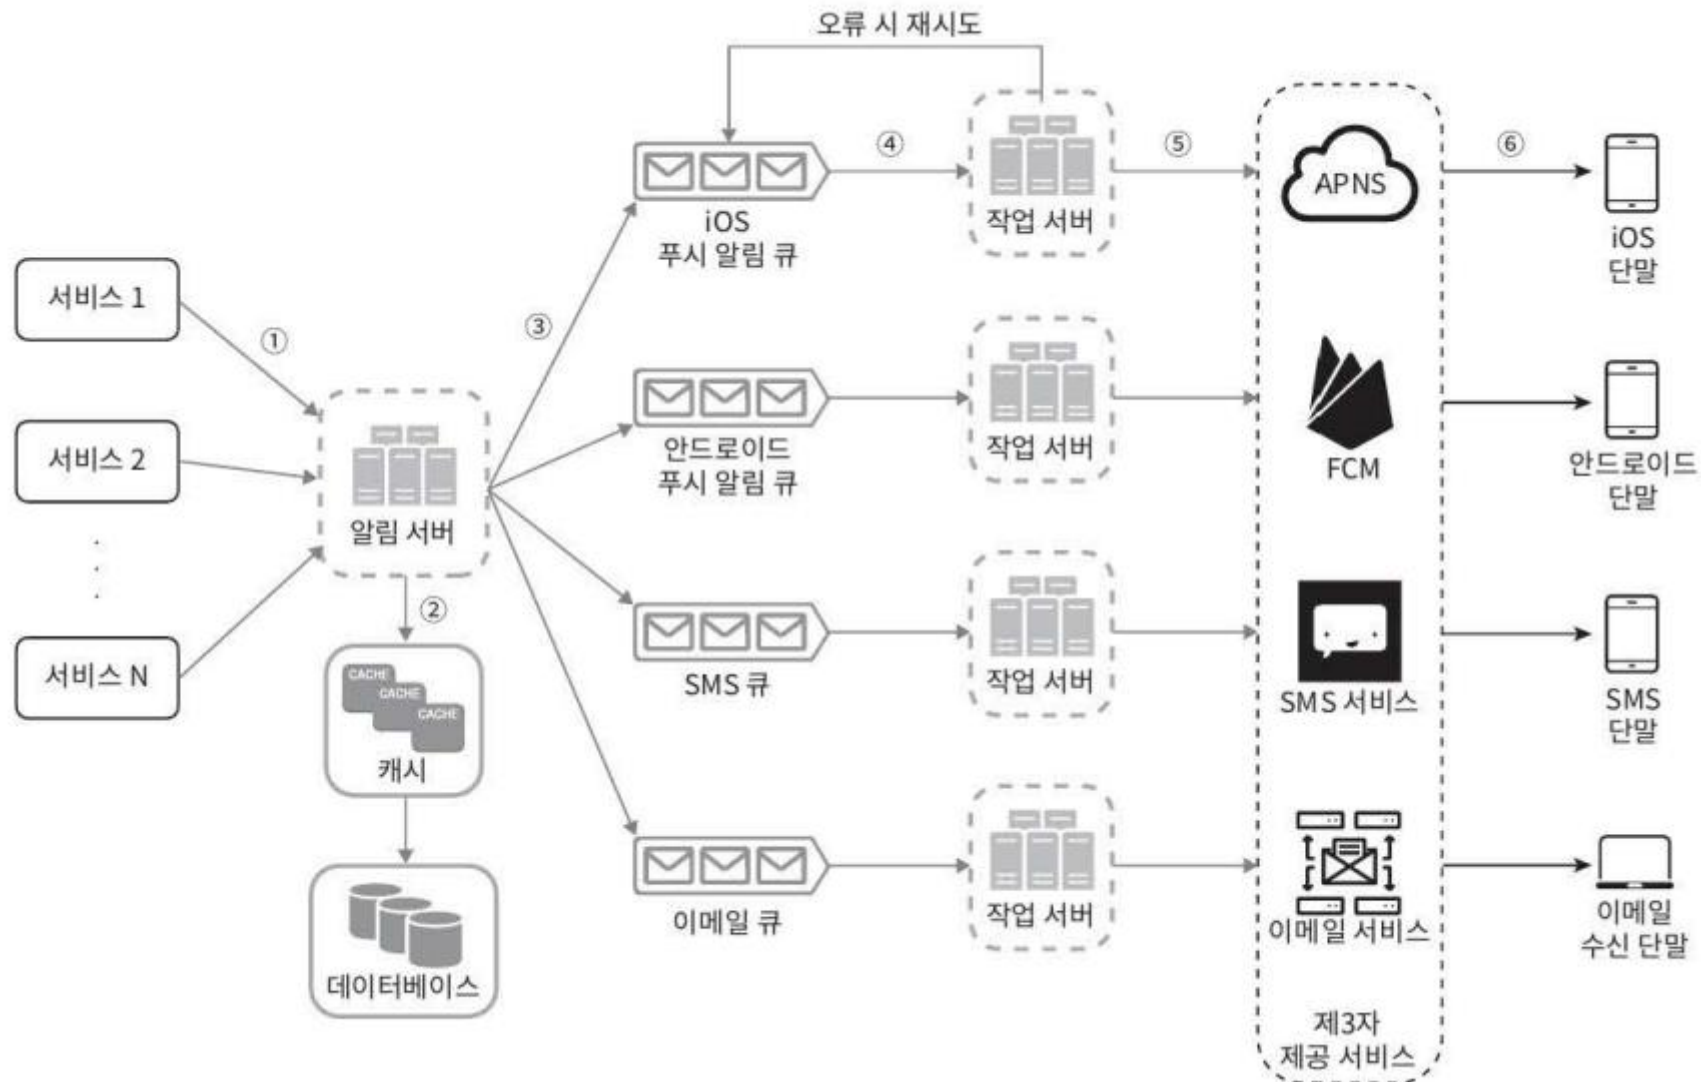 오류 시 재시도
서비스 1
서비스 2
서비스 N
①
알림 서버
②
CACHE
CACHE
CACHE
캐시
데이터베이스
③
iOS
푸시 알림 큐
④
작업 서버
⑤
APNS
⑥
iOS
단말
안드로이드
푸시 알림 큐
작업 서버
FCM
안드로이드
단말
SMS 큐
작업 서버
SMS 서비스
SMS
단말
이메일 큐
작업 서버
이메일 서비스
이메일
수신 단말
제3자
제공 서비스